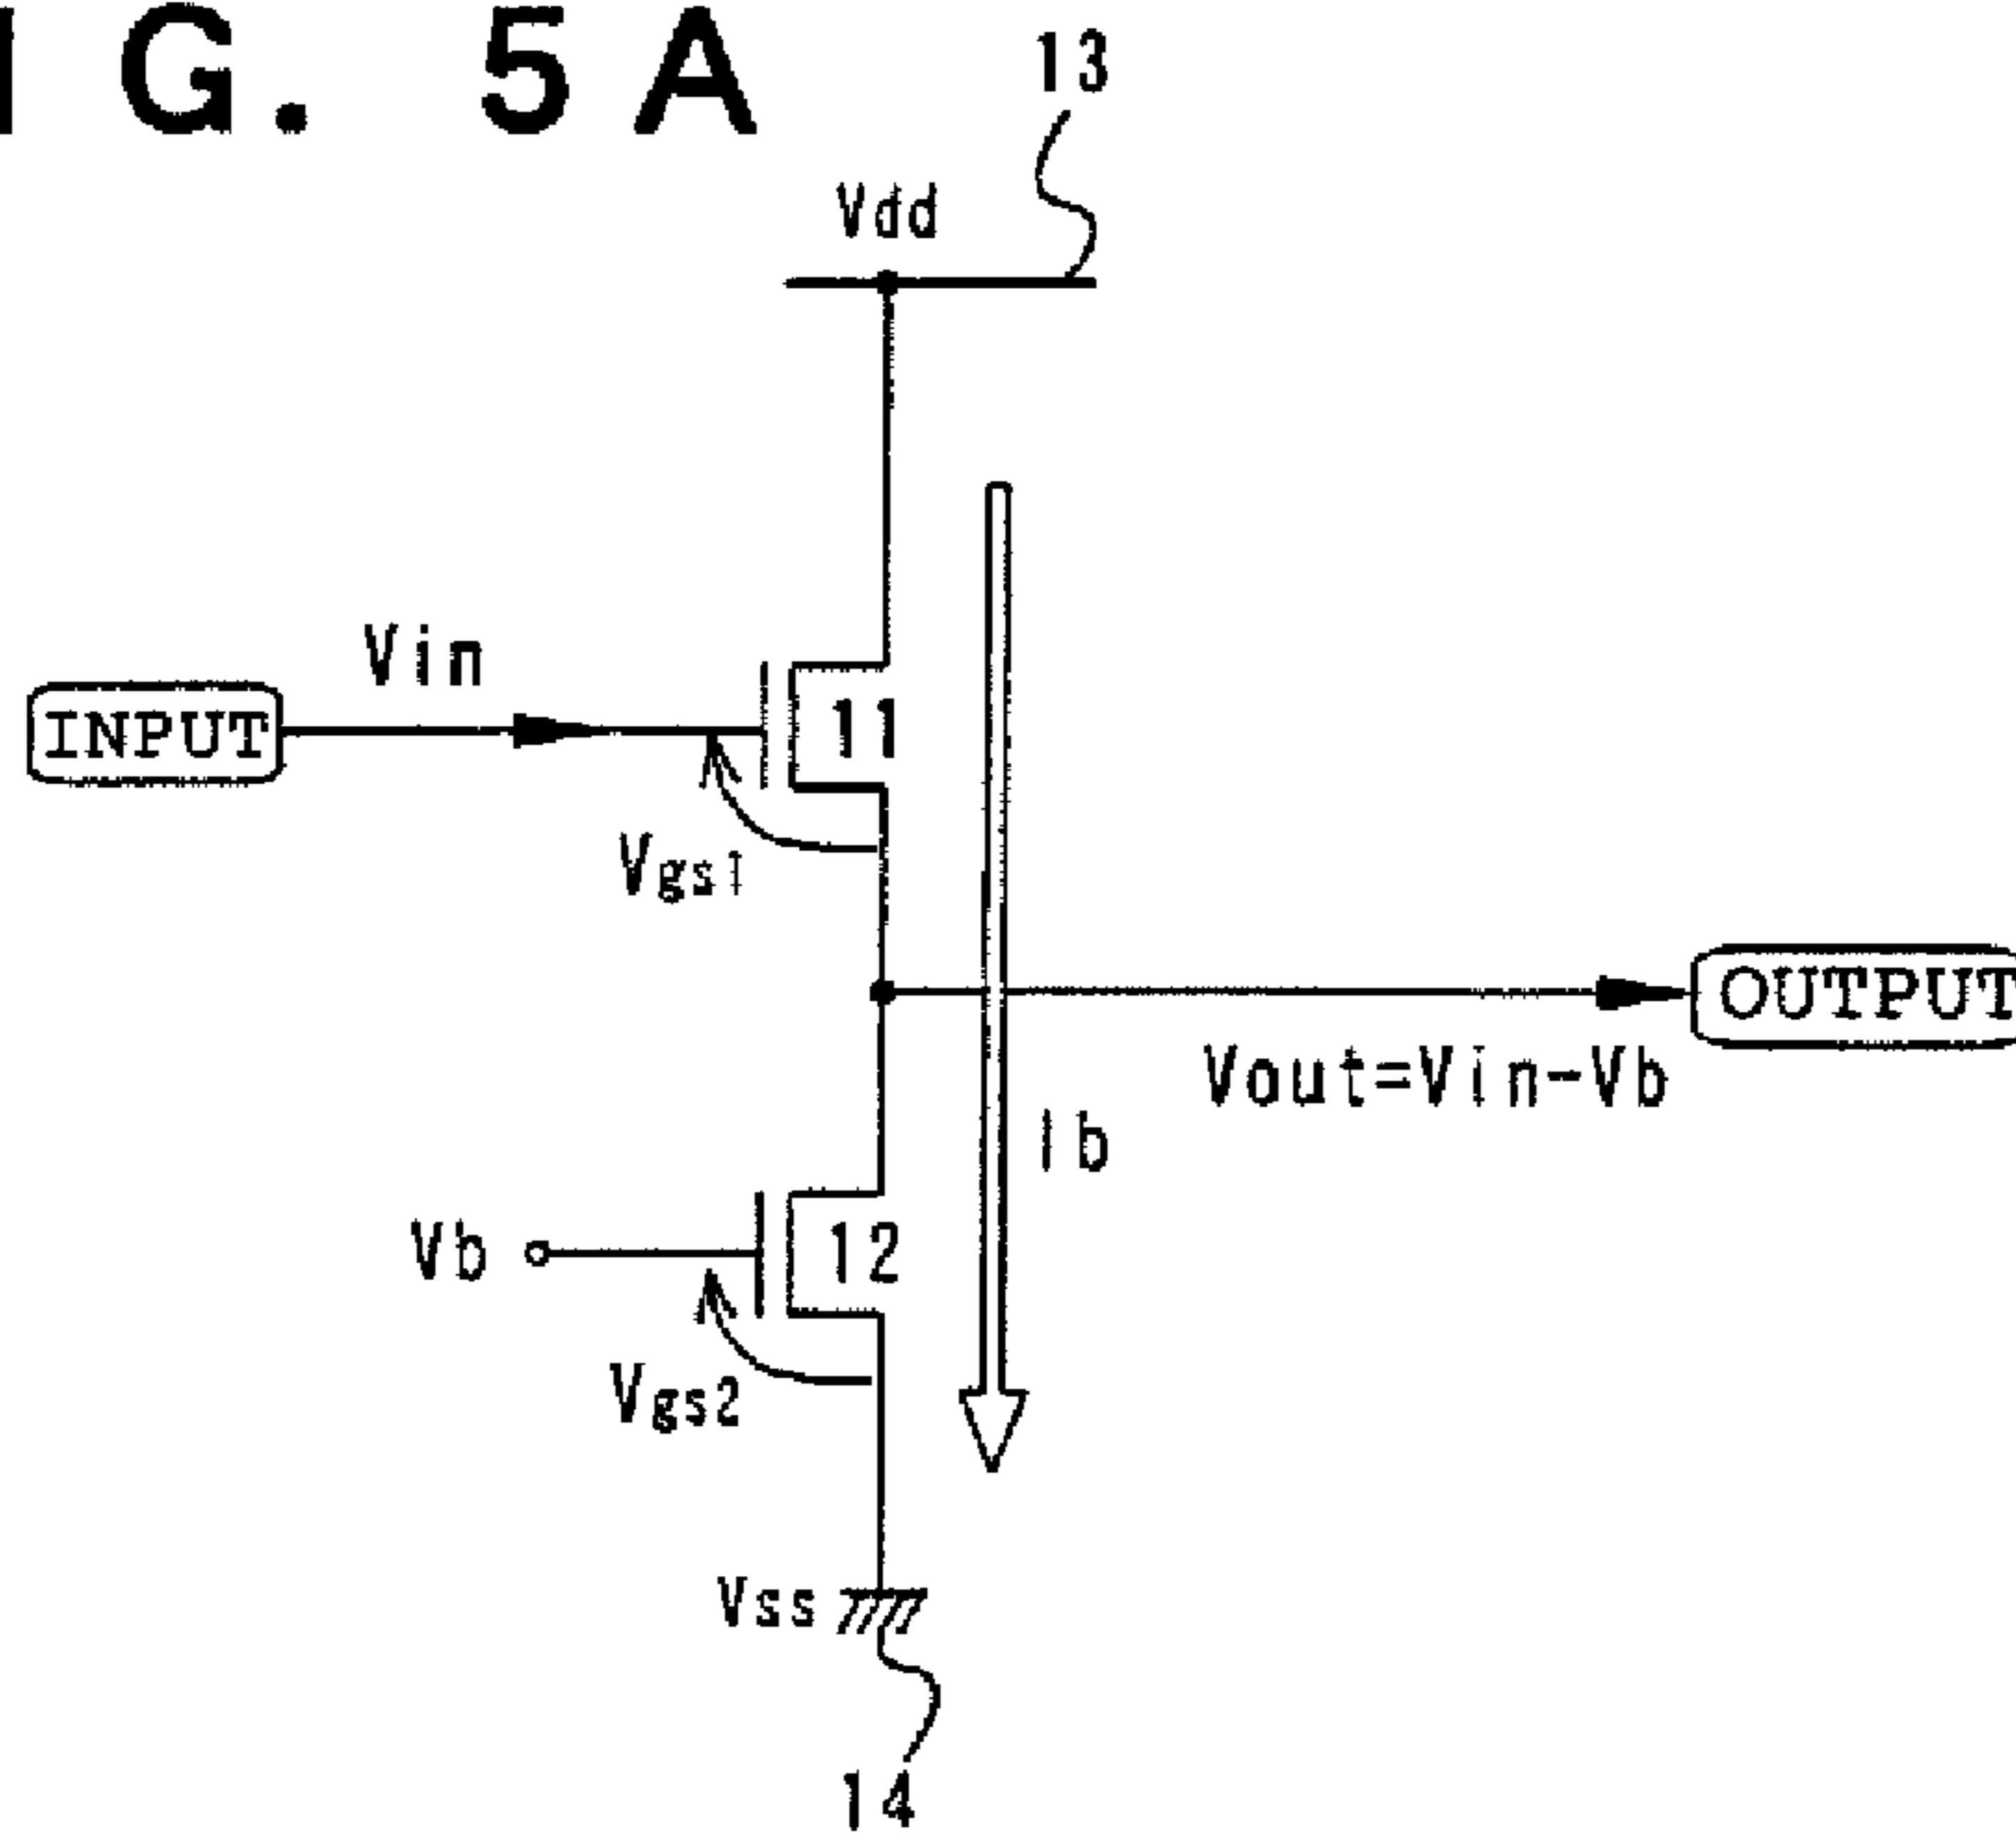 I G. 5 A
13
Vdd
Vin
INPUT
11
Vgs1
OUTPUT
Vout=Vin-Vb
Ib
Vb
12
Vgs2
Vss
14